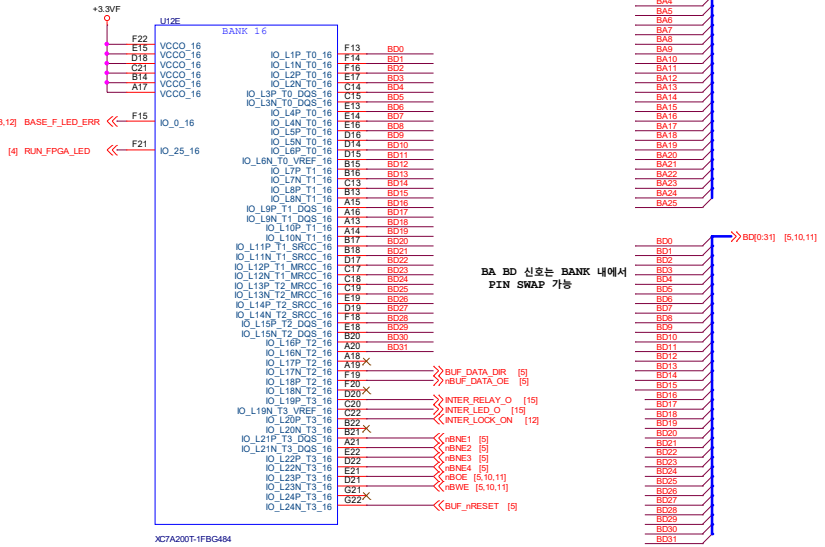 +3.3VF
U12E
BANK 16
F22 VCCO_16
E15 VCCO_16
D18 VCCO_16
C21 VCCO_16
B14 VCCO_16
A17 VCCO_16
,12] BASE_F_LED_ERR F15 IO_0_16
[4] RUN_FPGA_LED F21 IO_25_16
IO_L1P_T0_16 F13 BD0
IO_L1N_T0_16 F14 BD1
IO_L2P_T0_16 F16 BD2
IO_L2N_T0_16 E17 BD3
IO_L3P_T0_DQS_16 C14 BD4
IO_L3N_T0_DQS_16 C15 BD5
IO_L4P_T0_16 E13 BD6
IO_L4N_T0_16 E14 BD7
IO_L5P_T0_16 E16 BD8
IO_L5N_T0_16 D16 BD9
IO_L6P_T0_16 D14 BD10
IO_L6N_T0_VREF_16 D15 BD11
IO_L7P_T1_16 B15 BD12
IO_L7N_T1_16 B16 BD13
IO_L8P_T1_16 C13 BD14
IO_L8N_T1_16 B13 BD15
IO_L9P_T1_DQS_16 A15 BD16
IO_L9N_T1_DQS_16 A16 BD17
IO_L10P_T1_16 A13 BD18
IO_L10N_T1_16 A14 BD19
IO_L11P_T1_SRCC_16 B17 BD20
IO_L11N_T1_SRCC_16 B18 BD21
IO_L12P_T1_MRCC_16 D17 BD22
IO_L12N_T1_MRCC_16 C17 BD23
IO_L13P_T2_MRCC_16 C18 BD24
IO_L13N_T2_MRCC_16 C19 BD25
IO_L14P_T2_SRCC_16 E19 BD26
IO_L14N_T2_SRCC_16 D19 BD27
IO_L15P_T2_DQS_16 F18 BD28
IO_L15N_T2_DQS_16 E18 BD29
IO_L16P_T2_16 B20 BD30
IO_L16N_T2_16 A20 BD31
IO_L17P_T2_16 A18
IO_L17N_T2_16 A19 BUF_DATA_DIR [5]
IO_L18P_T2_16 F19 nBUF_DATA_OE [5]
IO_L18N_T2_16 F20
IO_L19P_T3_16 D20 INTER_RELAY_O [15]
IO_L19N_T3_VREF_16 C20 INTER_LED_O [15]
IO_L20P_T3_16 C22 INTER_LOCK_ON [12]
IO_L20N_T3_16 B22
IO_L21P_T3_DQS_16 B21 nBNE1 [5]
IO_L21N_T3_DQS_16 A21 nBNE2 [5]
IO_L22P_T3_16 E22 nBNE3 [5]
IO_L22N_T3_16 D22 nBNE4 [5]
IO_L23P_T3_16 E21 nBOE [5,10,11]
IO_L23N_T3_16 D21 nBWE [5,10,11]
IO_L24P_T3_16 G21
IO_L24N_T3_16 G22 BUF_nRESET [5]
XC7A200T-1FBG484
BA BD 신호는 BANK 내에서
PIN SWAP 가능
BA4
BA5
BA6
BA7
BA8
BA9
BA10
BA11
BA12
BA13
BA14
BA15
BA16
BA17
BA18
BA19
BA20
BA21
BA22
BA23
BA24
BA25
BD[0:31] [5,10,11]
BD0
BD1
BD2
BD3
BD4
BD5
BD6
BD7
BD8
BD9
BD10
BD11
BD12
BD13
BD14
BD15
BD16
BD17
BD18
BD19
BD20
BD21
BD22
BD23
BD24
BD25
BD26
BD27
BD28
BD29
BD30
BD31